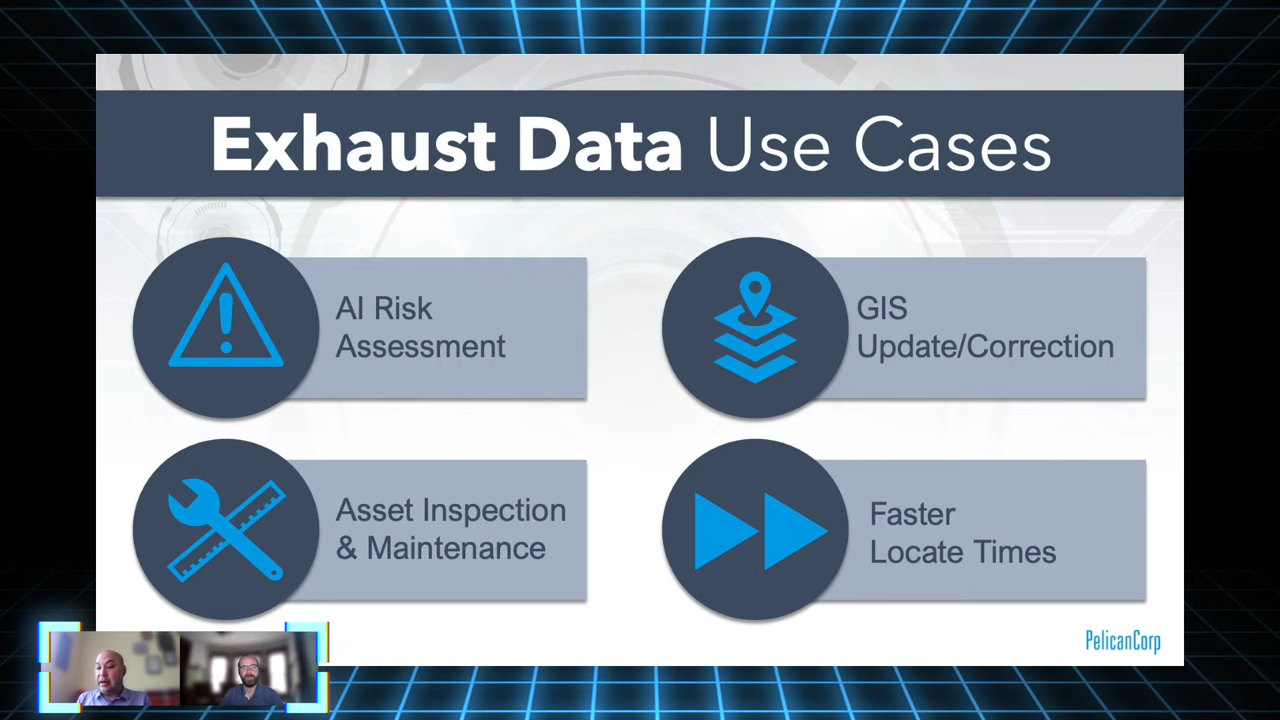 Exhaust Data Use Cases
AI Risk
Assessment
GIS
Update/Correction
Asset Inspection
& Maintenance
Faster
Locate Times
PelicanCorp